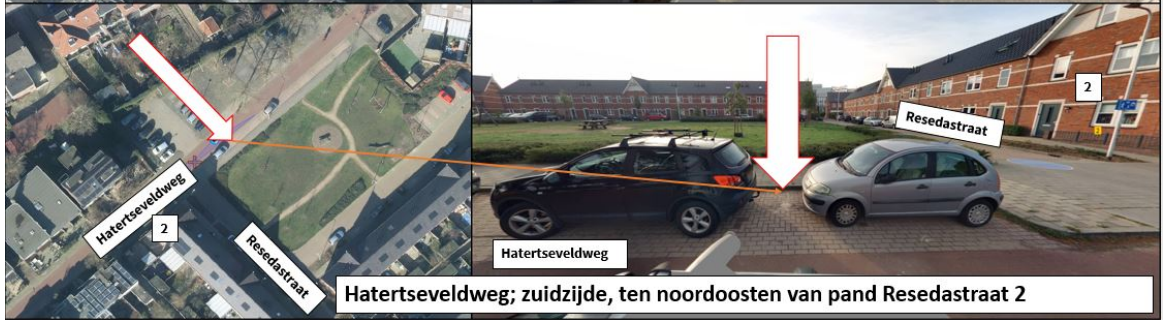 Hatertseveldweg
2
Resedastraat
2
Resedastraat
Hatertseveldweg
Hatertseveldweg; zuidzijde, ten noordoosten van pand Resedastraat 2